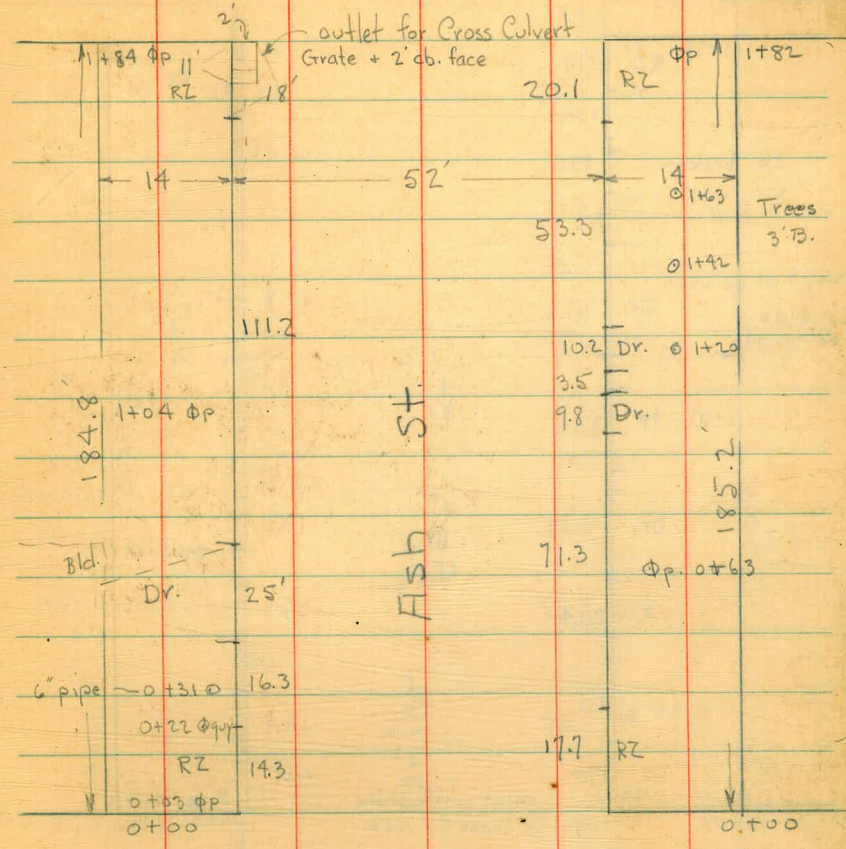 2'
outlet for Cross Culvert
Grate + 2' cb. face
1+84 Φp
11'
RZ
18'
20.1
RZ
Φp
1+82
14
52'
14
⊙ 1+63
Trees
3' B.
53.3
⊙ 1+42
111.2
10.2
Dr.
⊙ 1+20
3.5
9.8
Dr.
184.8'
1+04 Φp
Ash St.
185.2'
Bld.
Dr.
25'
71.3
Φp. 0+63
6" pipe
0+31 ⊙
16.3
0+22 Φguy
RZ
14.3
17.7
RZ
0+03 Φp
0+00
0+00